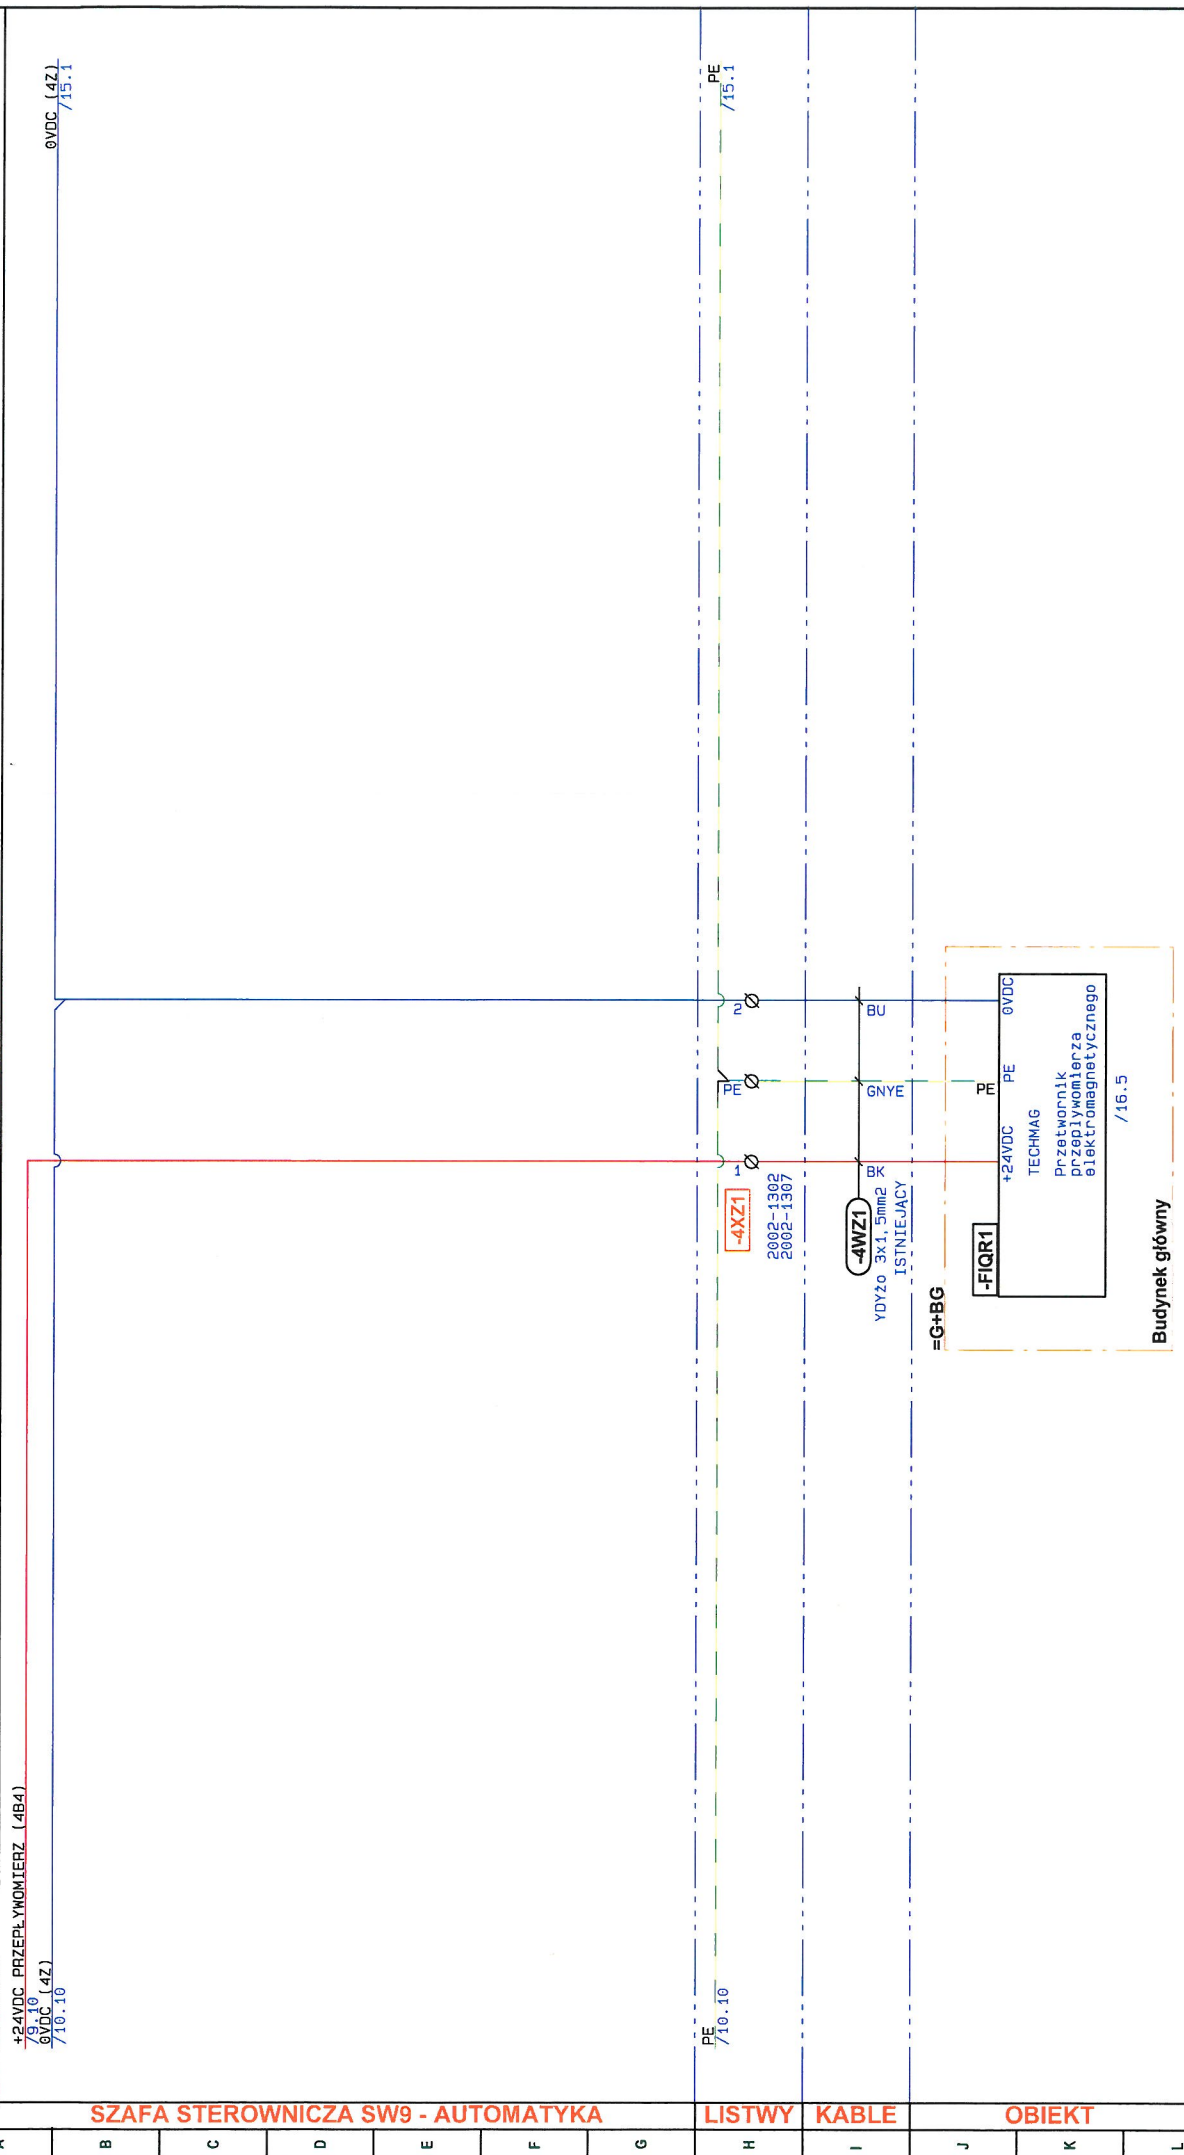 +24VDC PRZEPŁYWOMIERZ (4B4)
/9.10
0VDC (4Z)
/10.10
0VDC (4Z)
/15.1
PE
/10.10
PE
/15.1
-4XZ1
2002-1302
2002-1307
1
PE
2
-4WZ1
YDYżo 3x1,5mm2
ISTNIEJĄCY
BK
GNYE
BU
=G+BG
-FIQR1
PE
+24VDC
PE
0VDC
TECHMAG
Przetwornik
przepływomierza
elektromagnetycznego
/16.5
Budynek główny
SZAFA STEROWNICZA SW9 - AUTOMATYKA
LISTWY
KABLE
OBIEKT
B
C
D
E
F
G
H
I
J
K